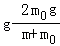 g 2m₀g / m+m₀